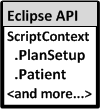 Eclipse API
ScriptContext
.PlanSetup
.Patient
<and more...>